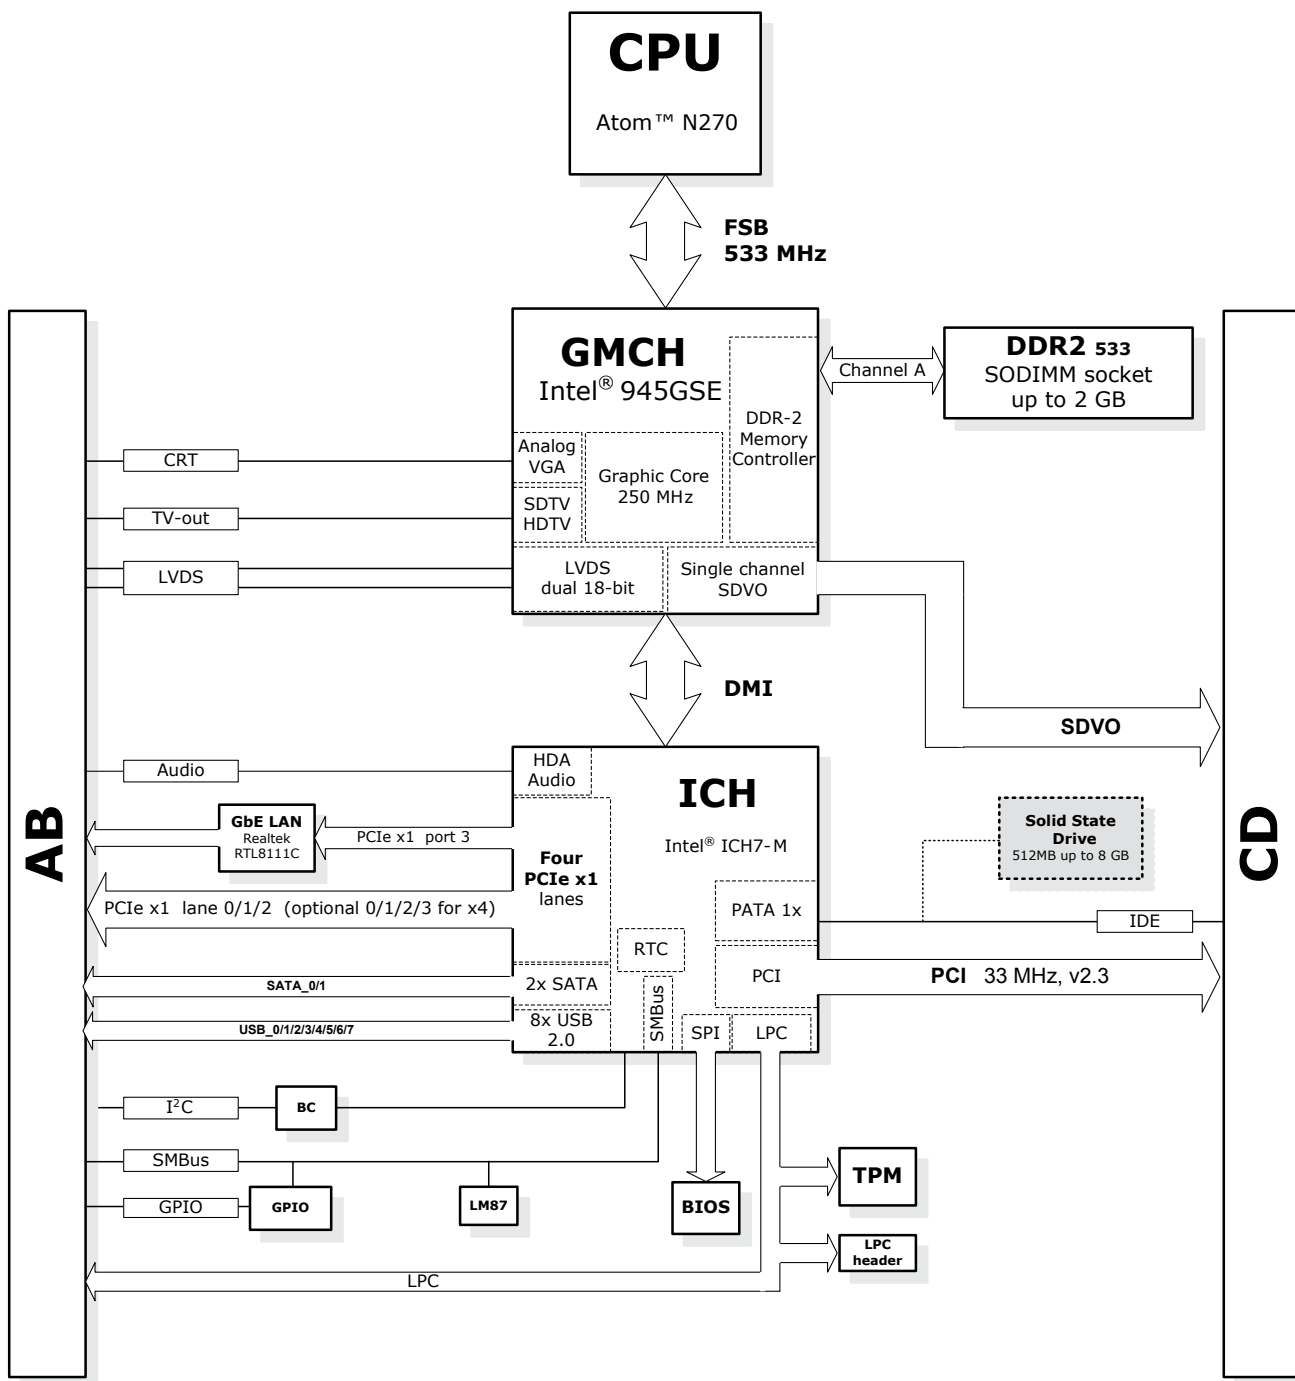 CPU
Atom™ N270
FSB
533 MHz
GMCH
Intel® 945GSE
DDR-2
Memory
Controller
Analog
VGA
Graphic Core
250 MHz
SDTV
HDTV
LVDS
dual 18-bit
Single channel
SDVO
Channel A
DDR2 533
SODIMM socket
up to 2 GB
CRT
TV-out
LVDS
AB
CD
DMI
SDVO
Audio
HDA
Audio
ICH
Intel® ICH7-M
GbE LAN
Realtek
RTL8111C
PCIe x1 port 3
Four
PCIe x1
lanes
PCIe x1 lane 0/1/2 (optional 0/1/2/3 for x4)
Solid State
Drive
512MB up to 8 GB
PATA 1x
IDE
RTC
PCI
PCI 33 MHz, v2.3
SATA_0/1
2x SATA
USB_0/1/2/3/4/5/6/7
8x USB
2.0
SMBus
SPI
LPC
I²C
BC
SMBus
GPIO
GPIO
LM87
BIOS
TPM
LPC
header
LPC